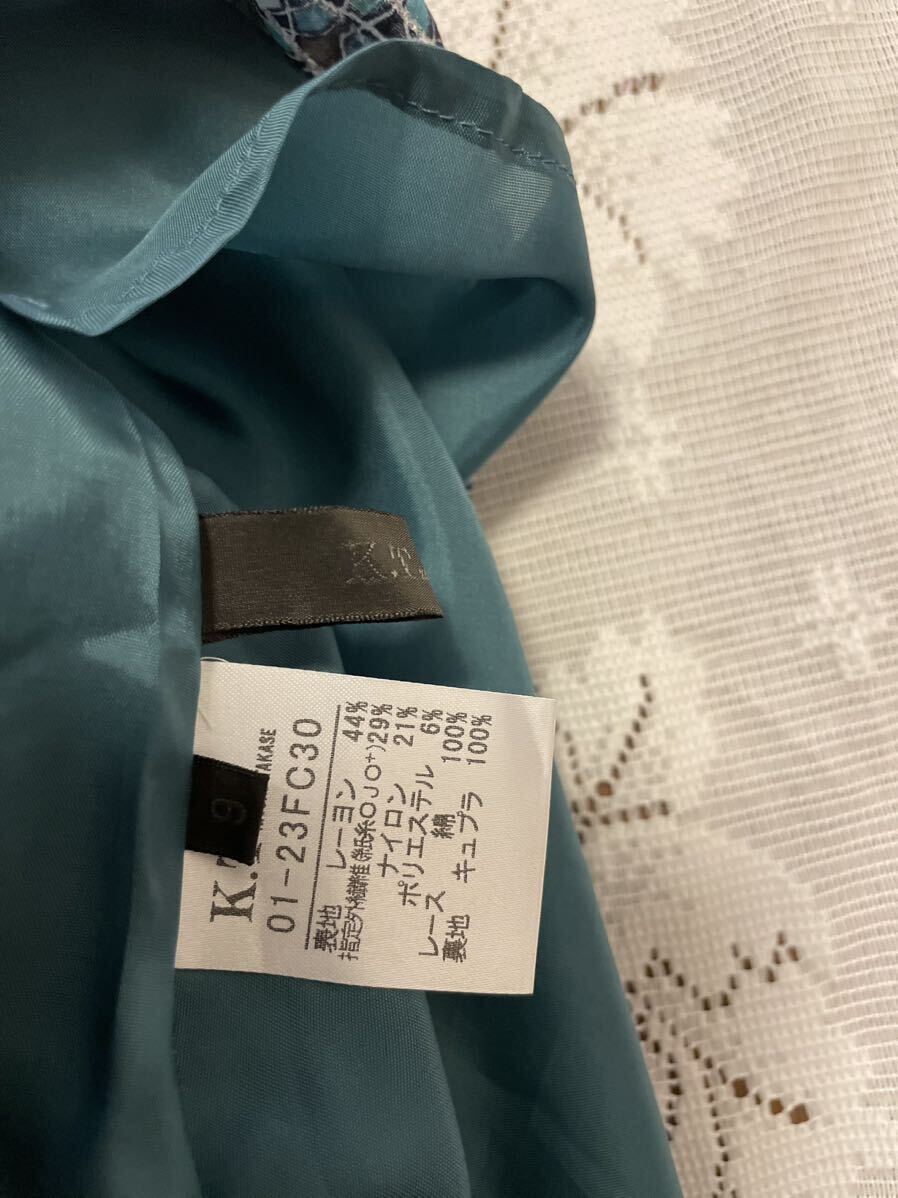 K.T
9
K.T
TAKASE
01-23FC30
表地 レーヨン 44%
指定外繊維(紙糸OJO⁺) 29%
ナイロン 21%
ポリエステル 6%
レース 綿 100%
裏地 キュプラ 100%